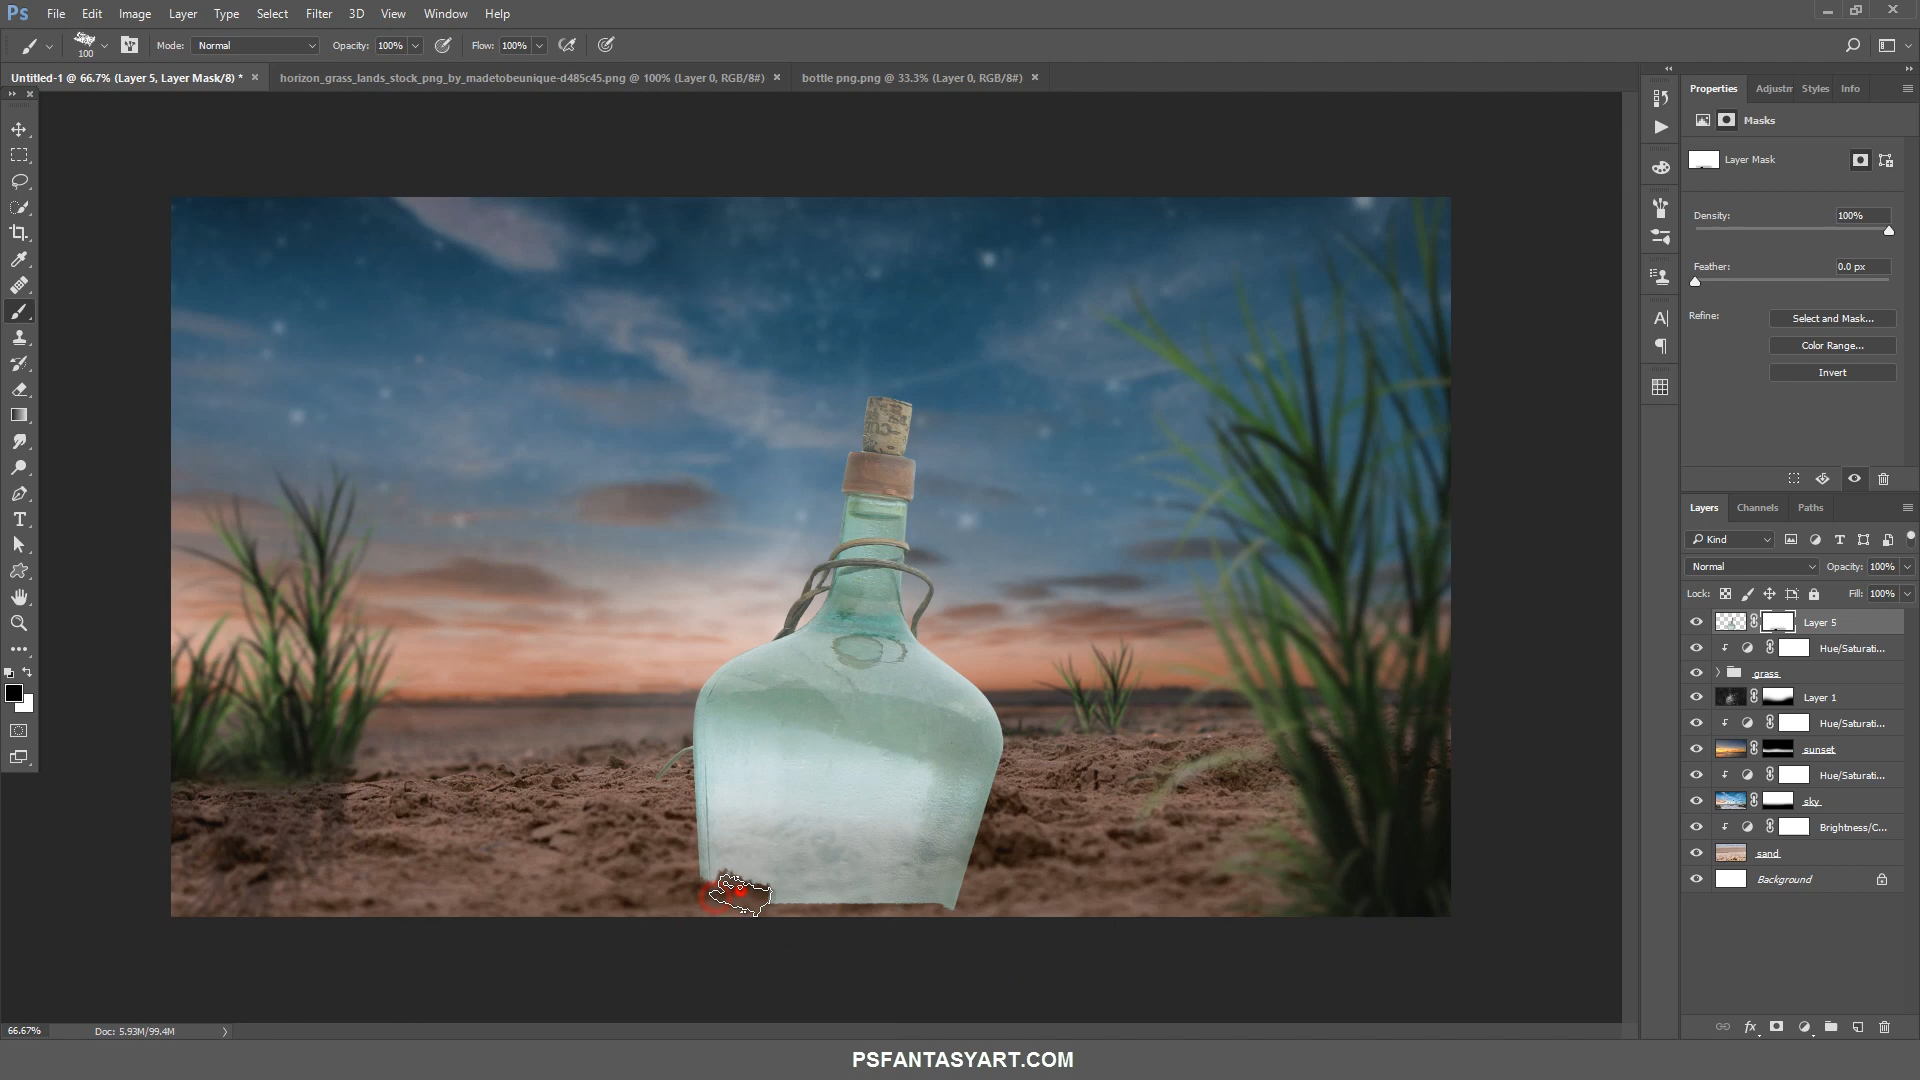 Ps File Edit Image Layer Type Select Filter 3D View Window Help
100 Mode: Normal Opacity: 100% Flow: 100%
Untitled-1 @ 66.7% (Layer 5, Layer Mask/8) * × horizon_grass_lands_stock_png_by_madetobeunique-d485c45.png @ 100% (Layer 0, RGB/8#) × bottle png.png @ 33.3% (Layer 0, RGB/8#) ×
Properties Adjustm Styles Info
Masks
Layer Mask
Density: 100%
Feather: 0.0 px
Refine: Select and Mask...
Color Range...
Invert
Layers Channels Paths
Kind
Normal Opacity: 100%
Lock: Fill: 100%
Layer 5
Hue/Saturati...
grass
Layer 1
Hue/Saturati...
sunset
Hue/Saturati...
sky
Brightness/C...
sand
Background
66.67% Doc: 5.93M/99.4M
PSFANTASYART.COM